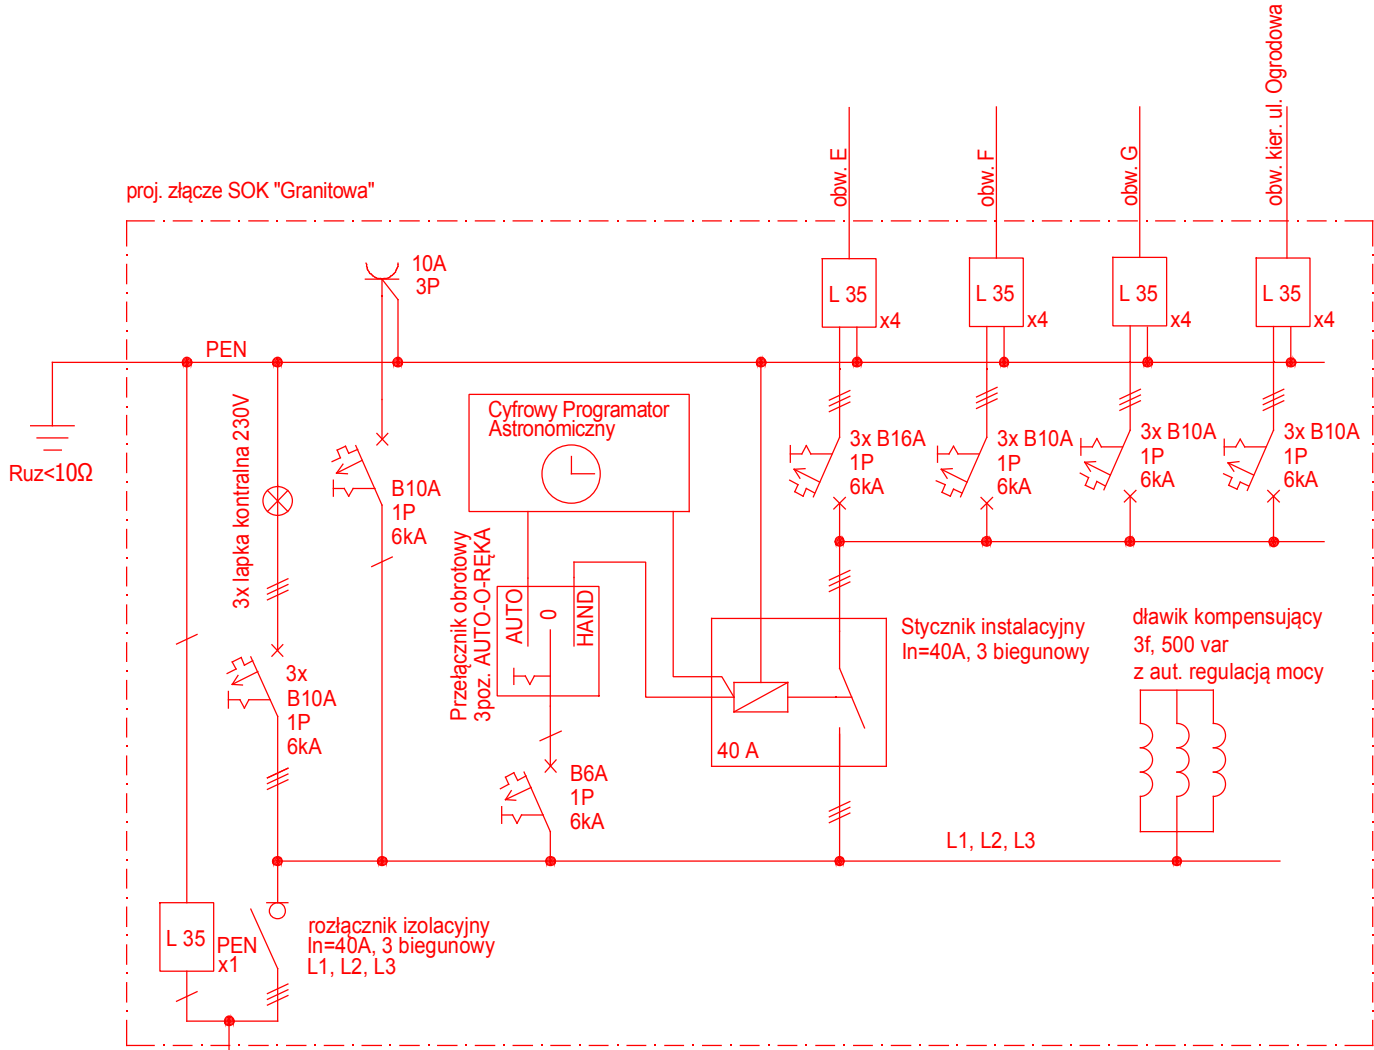 obw. kier. ul. Ogrodowa
obw. E
obw. F
obw. G
proj. złącze SOK "Granitowa"
10A
3P
L 35
x4
L 35
x4
L 35
x4
L 35
x4
PEN
Ruz<10Ω
3x lapka kontralna 230V
Cyfrowy Programator
Astronomiczny
B10A
1P
6kA
3x B16A
1P
6kA
3x B10A
1P
6kA
3x B10A
1P
6kA
3x B10A
1P
6kA
Przełącznik obrotowy
3poz. AUTO-O-RĘKA
AUTO
0
HAND
Stycznik instalacyjny
In=40A, 3 biegunowy
40 A
dławik kompensujący
3f, 500 var
z aut. regulacją mocy
3x
B10A
1P
6kA
B6A
1P
6kA
L1, L2, L3
L 35
PEN
x1
rozłącznik izolacyjny
In=40A, 3 biegunowy
L1, L2, L3